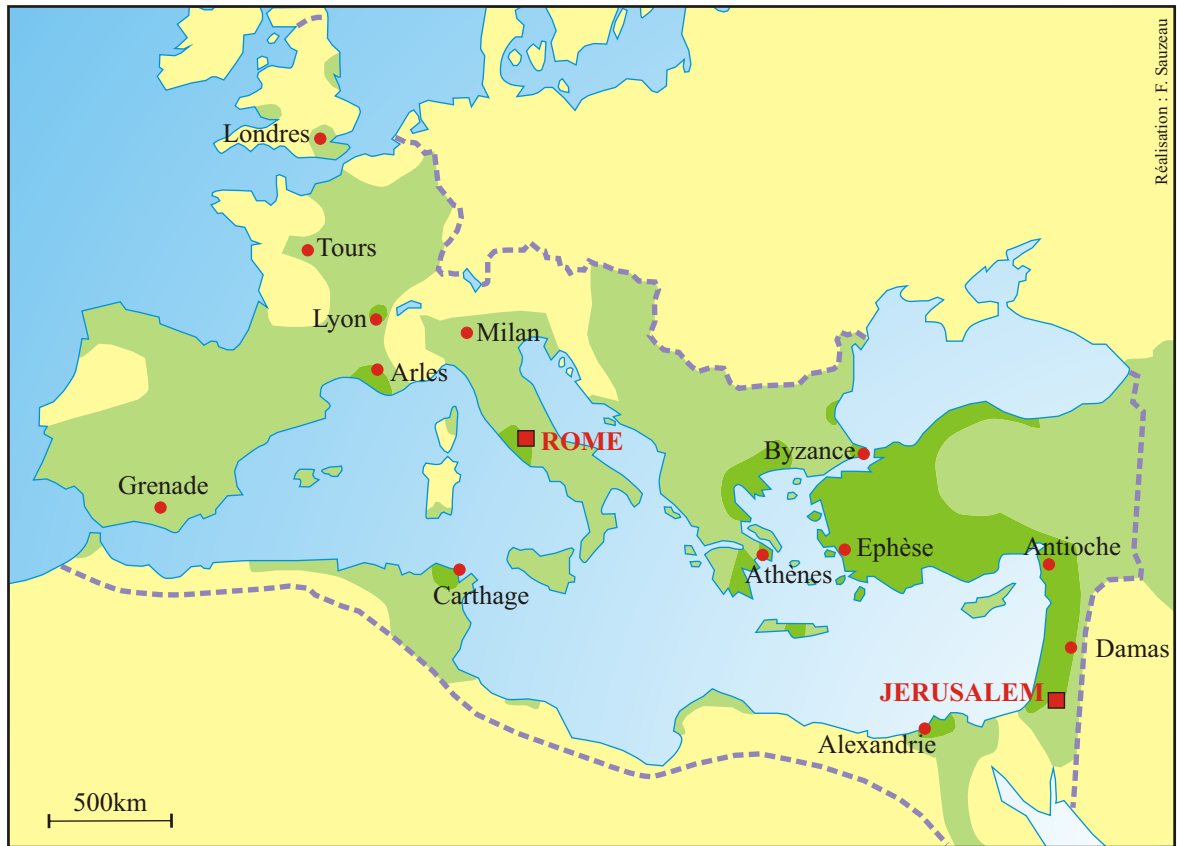 Réalisation : F. Sauzeau
Londres
Tours
Lyon
Milan
Arles
ROME
Byzance
Grenade
Ephèse
Antioche
Athènes
Carthage
Damas
JERUSALEM
Alexandrie
500km